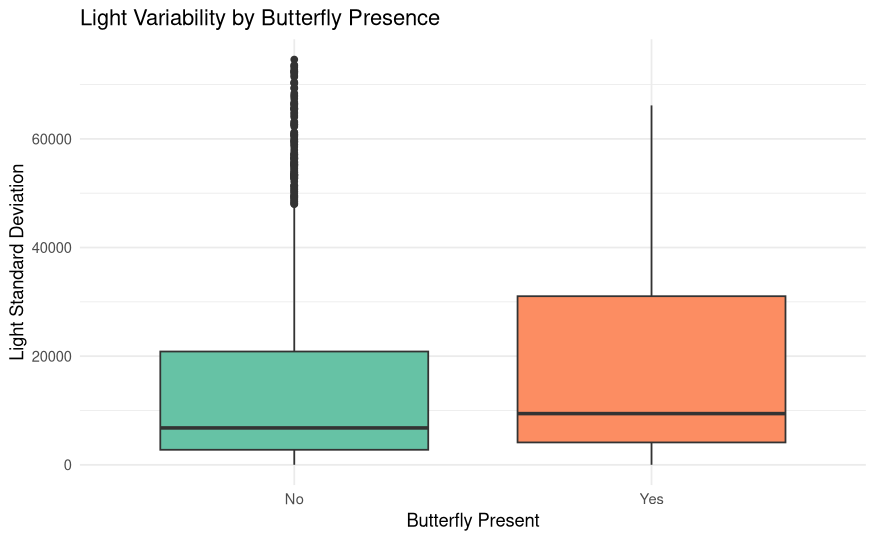 Light Variability by Butterfly Presence
Light Standard Deviation
60000
40000
20000
0
No
Yes
Butterfly Present